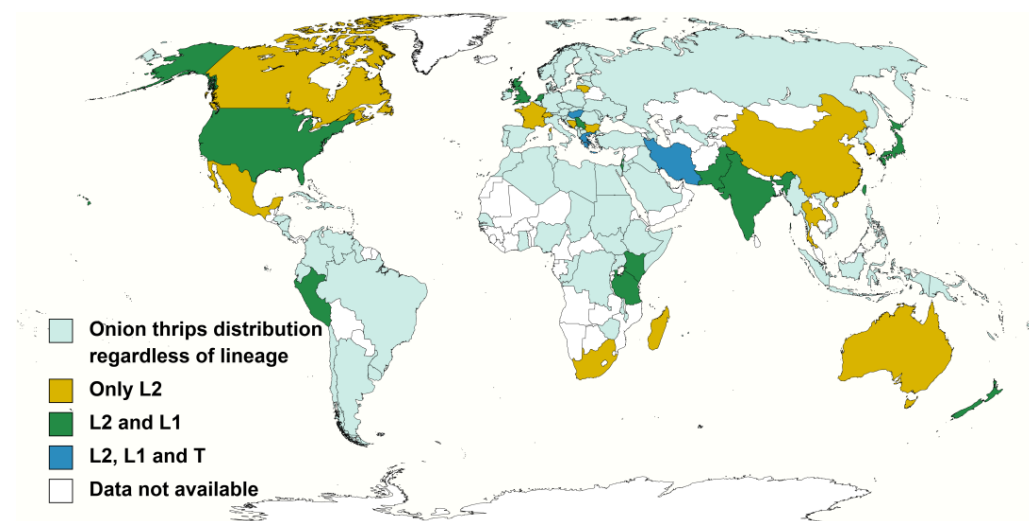 Onion thrips distribution
regardless of lineage
Only L2
L2 and L1
L2, L1 and T
Data not available